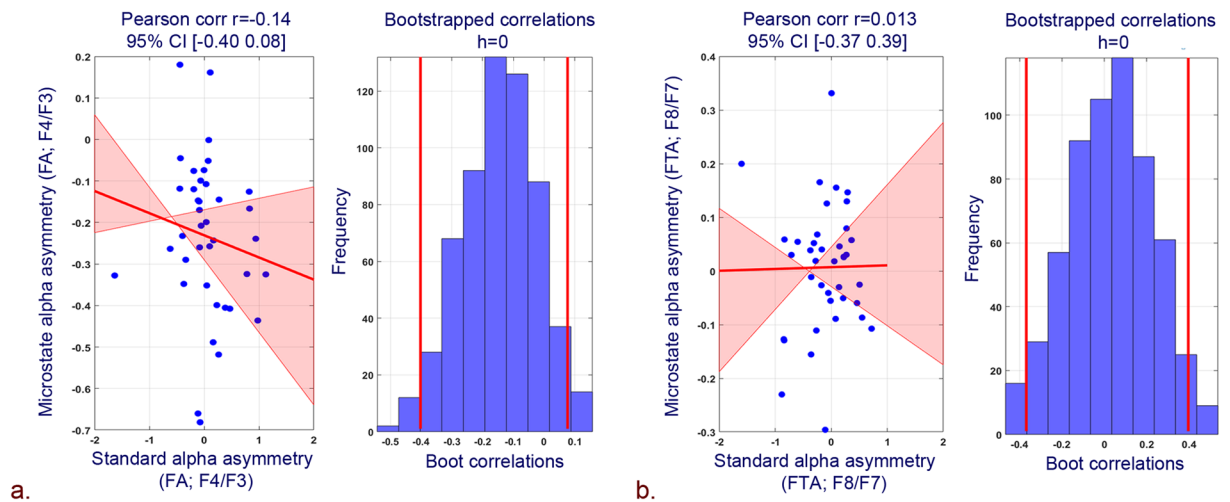 Pearson corr r=-0.14
95% CI [-0.40 0.08]
Bootstrapped correlations
h=0
Pearson corr r=0.013
95% CI [-0.37 0.39]
Bootstrapped correlations
h=0
Microstate alpha asymmetry (FA; F4/F3)
0.2
0.1
0
-0.1
-0.2
-0.3
-0.4
-0.5
-0.6
-0.7
-2
-1
0
1
2
Standard alpha asymmetry
(FA; F4/F3)
Frequency
120
100
80
60
40
20
0
-0.5
-0.4
-0.3
-0.2
-0.1
0
0.1
Boot correlations
a.
Microstate alpha asymmetry (FTA; F8/F7)
0.4
0.3
0.2
0.1
0
-0.1
-0.2
-0.3
-2
-1
0
1
2
Standard alpha asymmetry
(FTA; F8/F7)
Frequency
100
80
60
40
20
0
-0.4
-0.2
0
0.2
0.4
Boot correlations
b.